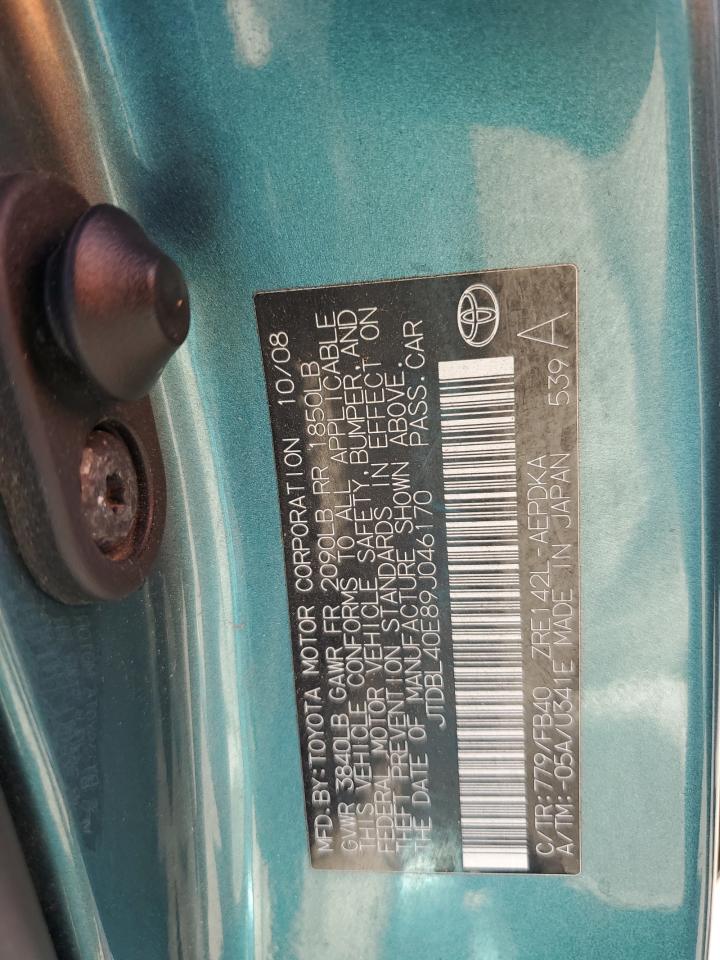 MFD.BY:TOYOTA MOTOR CORPORATION 10/08
GVWR 3840LB GAWR FR 2090LB RR 1850LB
THIS VEHICLE CONFORMS TO ALL APPLICABLE
FEDERAL MOTOR VEHICLE SAFETY,BUMPER,AND
THEFT PREVENTION STANDARDS IN EFFECT ON
THE DATE OF MANUFACTURE SHOWN ABOVE.
JTDBL40E89J046170 PASS.CAR
C/TR:779/FB40 ZRE142L-AEPDKA 539 A
A/TM:-05A/U341E MADE IN JAPAN